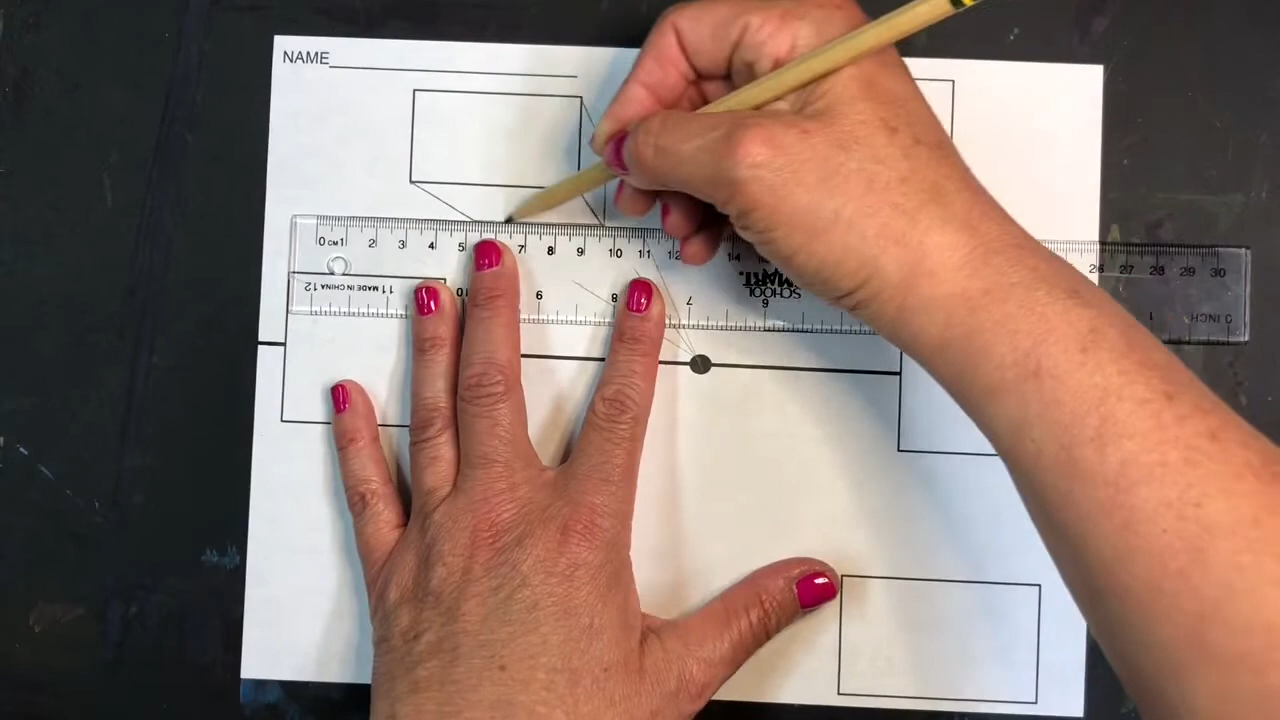 NAME
0 CM 1 2 3 4 5 7 8 9 10 11 12 14 26 27 28 29 30
12 11 MADE IN CHINA 10 9 8 7 6 1 0 INCH
SCHOOL
SMART.